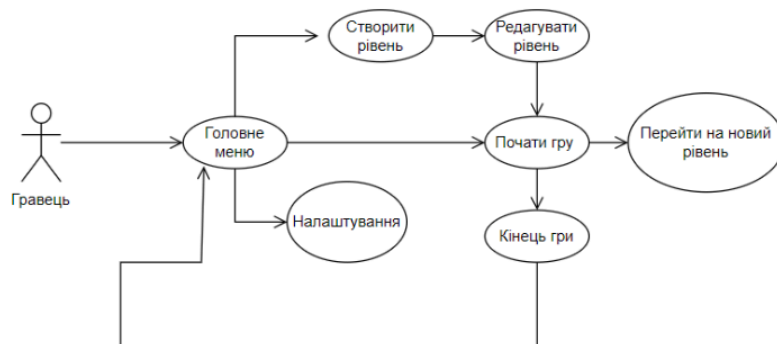 Створити
рівень
Редагувати
рівень
Головне
меню
Почати гру
Перейти на новий
рівень
Гравець
Налаштування
Кінець гри